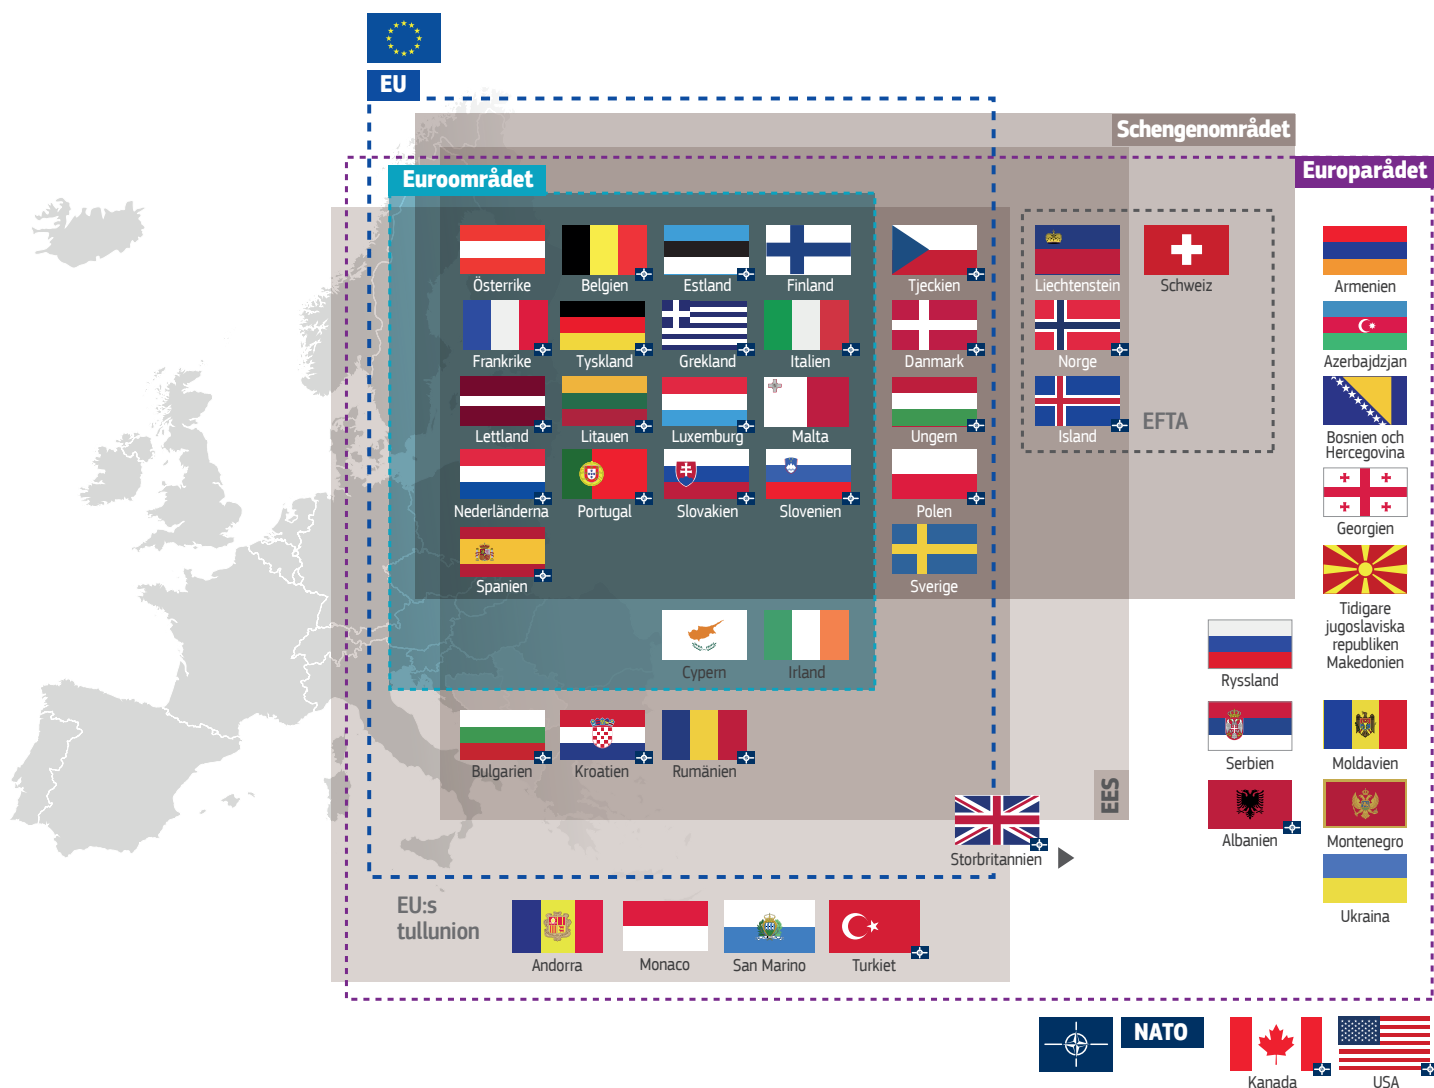 EU
Schengenområdet
Europarådet
Euroområdet
Österrike
Belgien
Estland
Finland
Tjeckien
Liechtenstein
Schweiz
Armenien
Frankrike
Tyskland
Grekland
Italien
Danmark
Norge
Azerbajdzjan
Lettland
Litauen
Luxemburg
Malta
Ungern
Island
EFTA
Bosnien och
Hercegovina
Nederländerna
Portugal
Slovakien
Slovenien
Polen
Georgien
Spanien
Sverige
Tidigare
jugoslaviska
republiken
Makedonien
Cypern
Irland
Ryssland
Bulgarien
Kroatien
Rumänien
Serbien
Moldavien
EES
Storbritannien
Albanien
Montenegro
EU:s
tullunion
Andorra
Monaco
San Marino
Turkiet
Ukraina
NATO
Kanada
USA